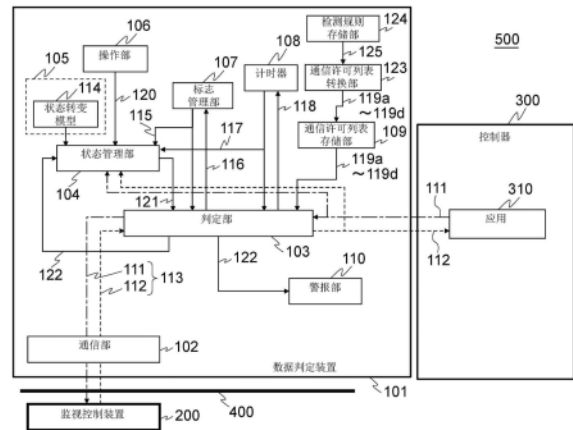 检测规则
存储部
124
500
106
操作部
107
108
125
105
标志
管理部
计时器
通信许可列表
转换部
123
300
114
状态转变
模型
120
118
119a
～119d
控制器
115
117
通信许可列表
存储部
109
状态管理部
116
119a
～119d
310
104
121
111
应用
判定部
122
103
112
122
111
112
113
110
警报部
通信部
102
数据判定装置
101
监视控制装置
200
400